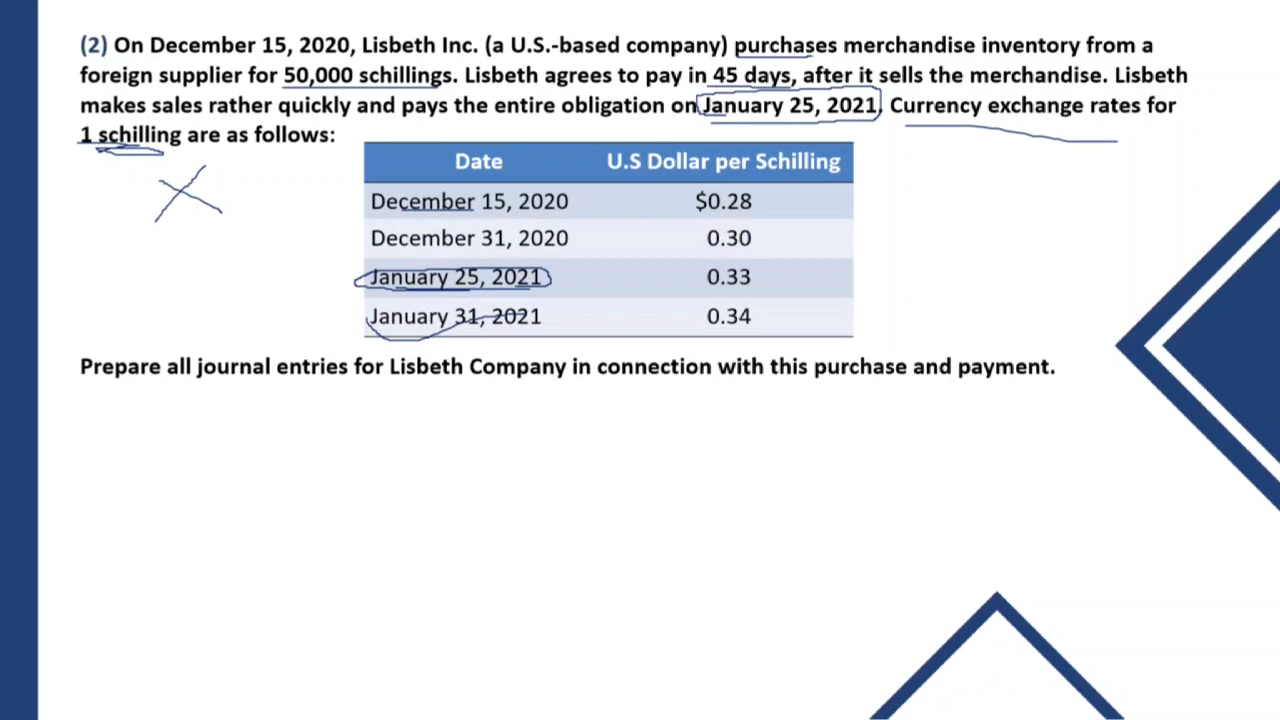 (2) On December 15, 2020, Lisbeth Inc. (a U.S.-based company) purchases merchandise inventory from a
foreign supplier for 50,000 schillings. Lisbeth agrees to pay in 45 days, after it sells the merchandise. Lisbeth
makes sales rather quickly and pays the entire obligation on January 25, 2021. Currency exchange rates for
1 schilling are as follows:
Date U.S Dollar per Schilling
December 15, 2020 $0.28
December 31, 2020 0.30
January 25, 2021 0.33
January 31, 2021 0.34
Prepare all journal entries for Lisbeth Company in connection with this purchase and payment.